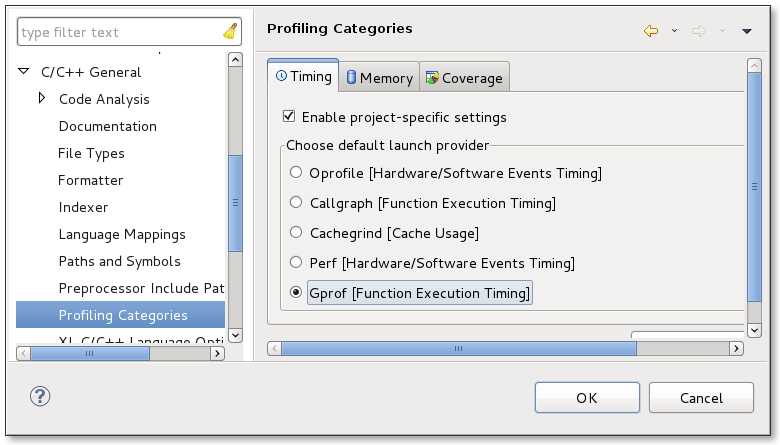 type filter text
Profiling Categories
C/C++ General
Code Analysis
Documentation
File Types
Formatter
Indexer
Language Mappings
Paths and Symbols
Preprocessor Include Pat
Profiling Categories
XL C/C++ Language Opti
Timing
Memory
Coverage
Enable project-specific settings
Choose default launch provider
Oprofile [Hardware/Software Events Timing]
Callgraph [Function Execution Timing]
Cachegrind [Cache Usage]
Perf [Hardware/Software Events Timing]
Gprof [Function Execution Timing]
?
OK
Cancel